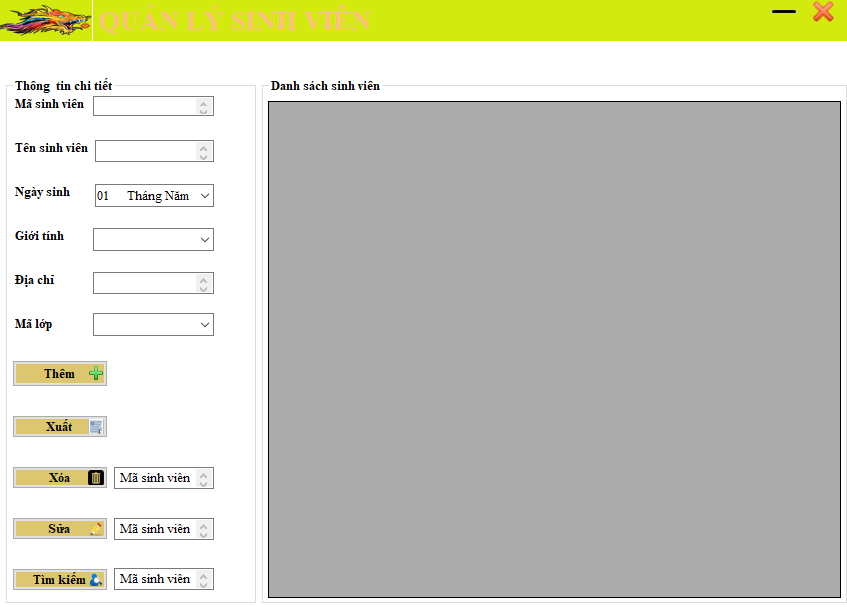 QUẢN LÝ SINH VIÊN
Thông tin chi tiết
Mã sinh viên
Tên sinh viên
Ngày sinh 01 Tháng Năm
Giới tính
Địa chỉ
Mã lớp
Thêm
Xuất
Xóa Mã sinh viên
Sữa Mã sinh viên
Tìm kiếm Mã sinh viên
Danh sách sinh viên